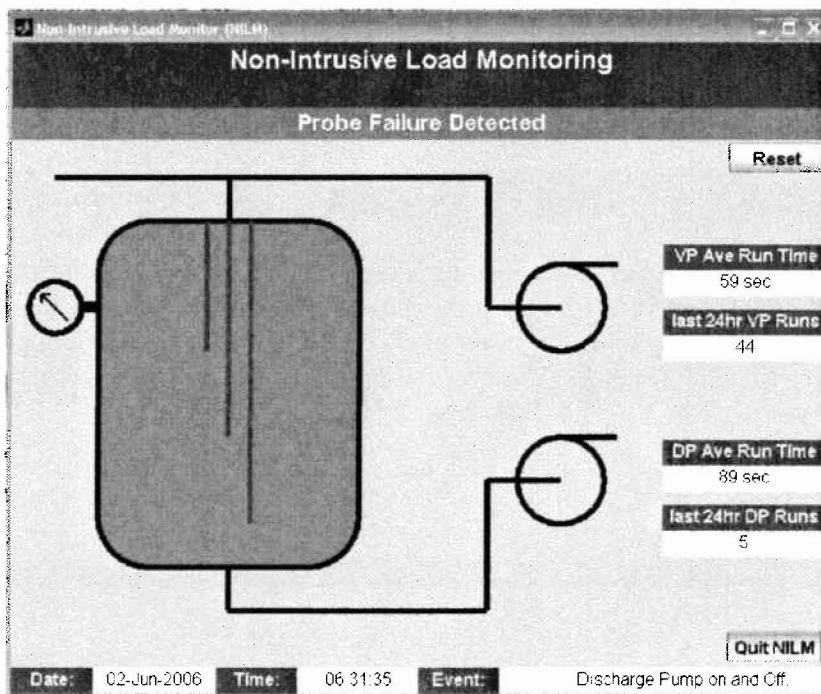 Non-Intrusive Load Monitor (NILM)
Non-Intrusive Load Monitoring
Probe Failure Detected
Reset
VP Ave Run Time
59 sec
last 24hr VP Runs
44
DP Ave Run Time
89 sec
last 24hr DP Runs
5
Quit NILM
Date: 02-Jun-2006 Time: 06:31:35 Event: Discharge Pump on and Off.